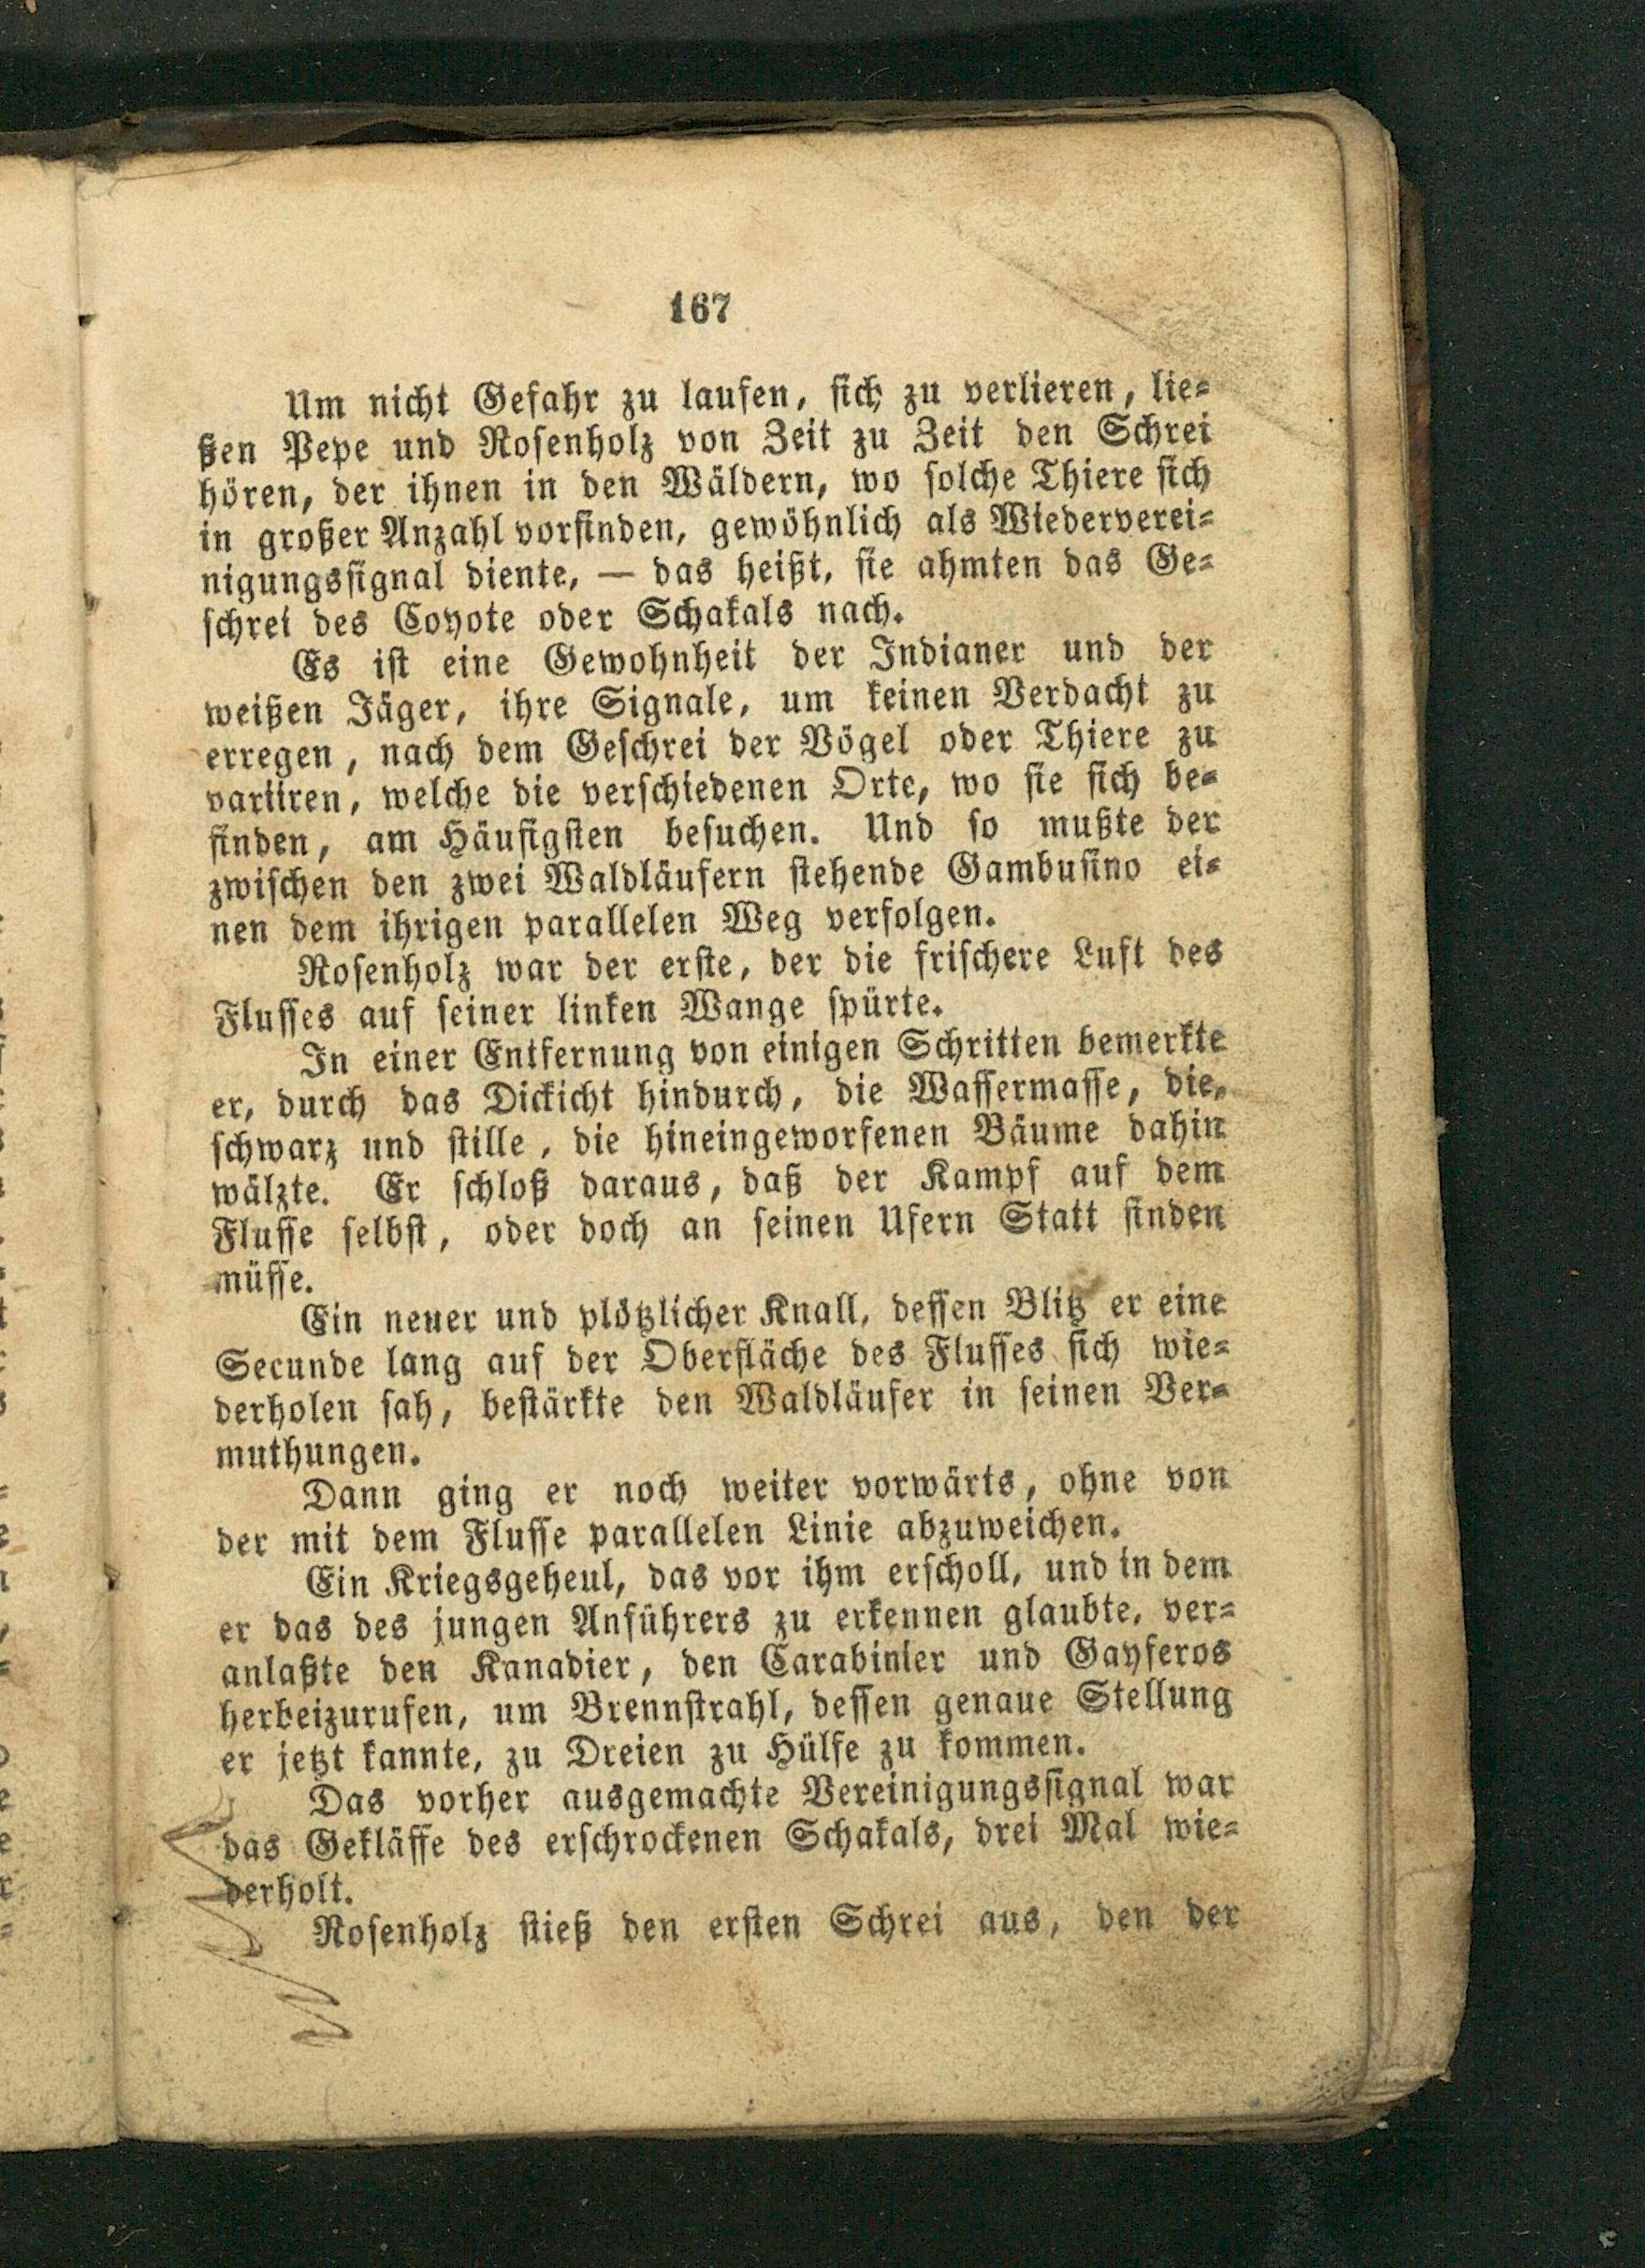 167
Um nicht Gefahr zu laufen, sich zu verlieren, lie-
ßen Pepe und Rosenholz von Zeit zu Zeit den Schrei
hören, der ihnen in den Wäldern, wo solche Thiere sich
in großer Anzahl vorfinden, gewöhnlich als Wiederverei-
nigungssignal diente, — das heißt, sie ahmten das Ge-
schrei des Coyote oder Schakals nach.
Es ist eine Gewohnheit der Indianer und der
weißen Jäger, ihre Signale, um keinen Verdacht zu
erregen, nach dem Geschrei der Vögel oder Thiere zu
variiren, welche die verschiedenen Orte, wo sie sich be-
finden, am Häufigsten besuchen. Und so mußte der
zwischen den zwei Waldläufern stehende Gambusino ei-
nen dem ihrigen parallelen Weg verfolgen.
Rosenholz war der erste, der die frischere Luft des
Flusses auf seiner linken Wange spürte.
In einer Entfernung von einigen Schritten bemerkte
er, durch das Dickicht hindurch, die Wassermasse, die,
schwarz und stille, die hineingeworfenen Bäume dahin
wälzte. Er schloß daraus, daß der Kampf auf dem
Flusse selbst, oder doch an seinen Ufern Statt finden
müsse.
Ein neuer und plötzlicher Knall, dessen Blitz er eine
Secunde lang auf der Oberfläche des Flusses sich wie-
derholen sah, bestärkte den Waldläufer in seinen Ver-
muthungen.
Dann ging er noch weiter vorwärts, ohne von
der mit dem Flusse parallelen Linie abzuweichen.
Ein Kriegsgeheul, das vor ihm erscholl, und in dem
er das des jungen Anführers zu erkennen glaubte, ver-
anlaßte den Kanadier, den Carabinier und Gayferos
herbeizurufen, um Brennstrahl, dessen genaue Stellung
er jetzt kannte, zu Dreien zu Hülfe zu kommen.
Das vorher ausgemachte Vereinigungssignal war
das Gekläffe des erschrockenen Schakals, drei Mal wie-
derholt.
Rosenholz stieß den ersten Schrei aus, den der